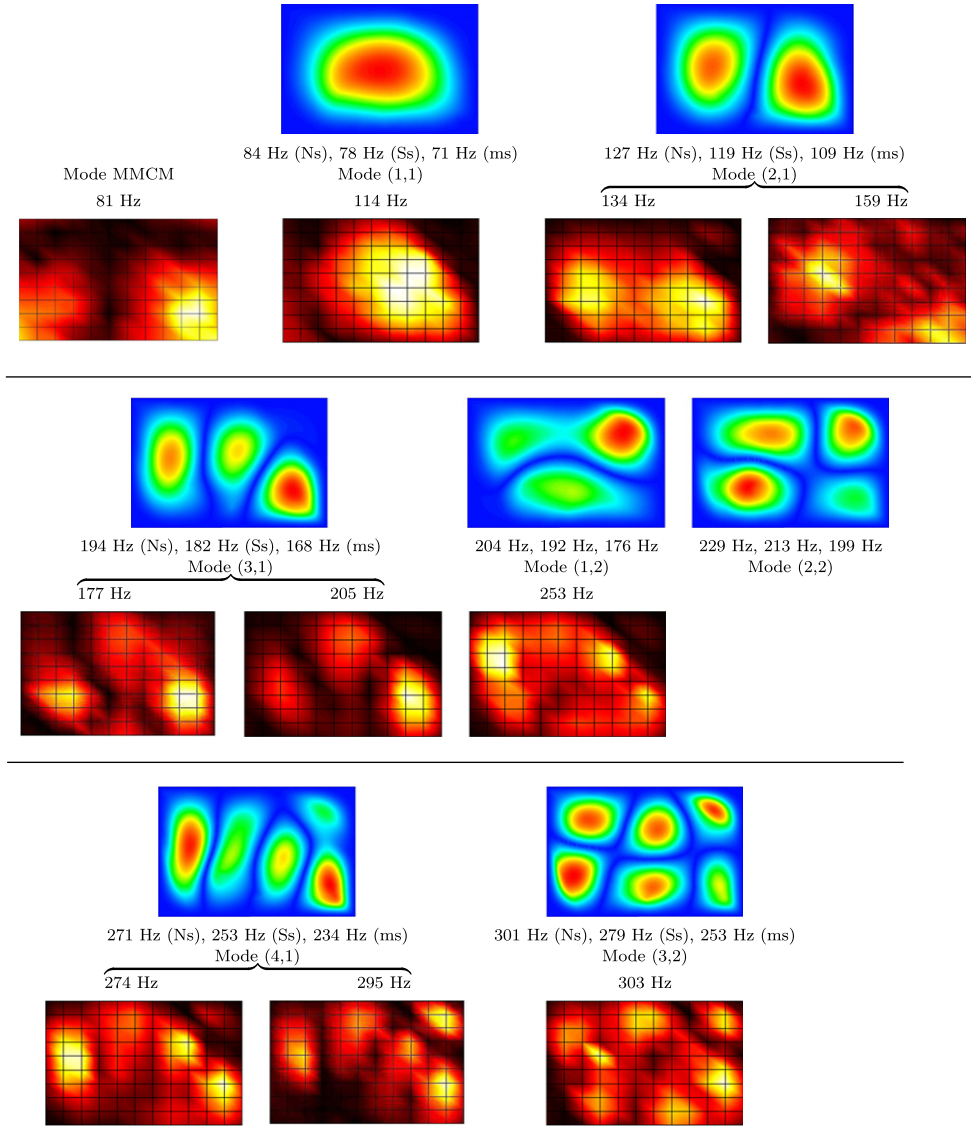 84 Hz (Ns), 78 Hz (Ss), 71 Hz (ms)
Mode (1,1)
127 Hz (Ns), 119 Hz (Ss), 109 Hz (ms)
Mode (2,1)
Mode MMCM
81 Hz
114 Hz
134 Hz
159 Hz
194 Hz (Ns), 182 Hz (Ss), 168 Hz (ms)
Mode (3,1)
204 Hz, 192 Hz, 176 Hz
Mode (1,2)
229 Hz, 213 Hz, 199 Hz
Mode (2,2)
177 Hz
205 Hz
253 Hz
271 Hz (Ns), 253 Hz (Ss), 234 Hz (ms)
Mode (4,1)
301 Hz (Ns), 279 Hz (Ss), 253 Hz (ms)
Mode (3,2)
274 Hz
295 Hz
303 Hz